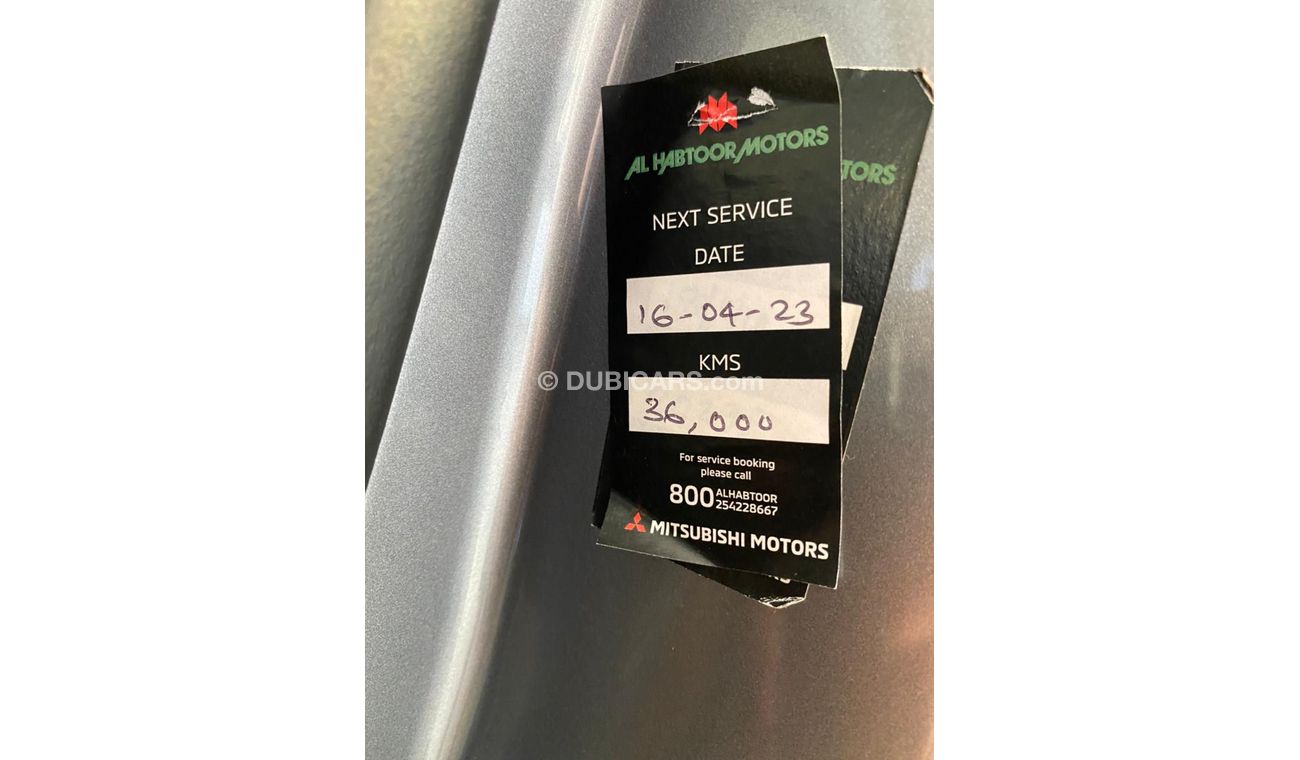 AL HABTOOR MOTORS
TORS
NEXT SERVICE
DATE
16-04-23
KMS
© DUBICARS.com
36,000
For service booking
please call
800 ALHABTOOR
254228667
MITSUBISHI MOTORS